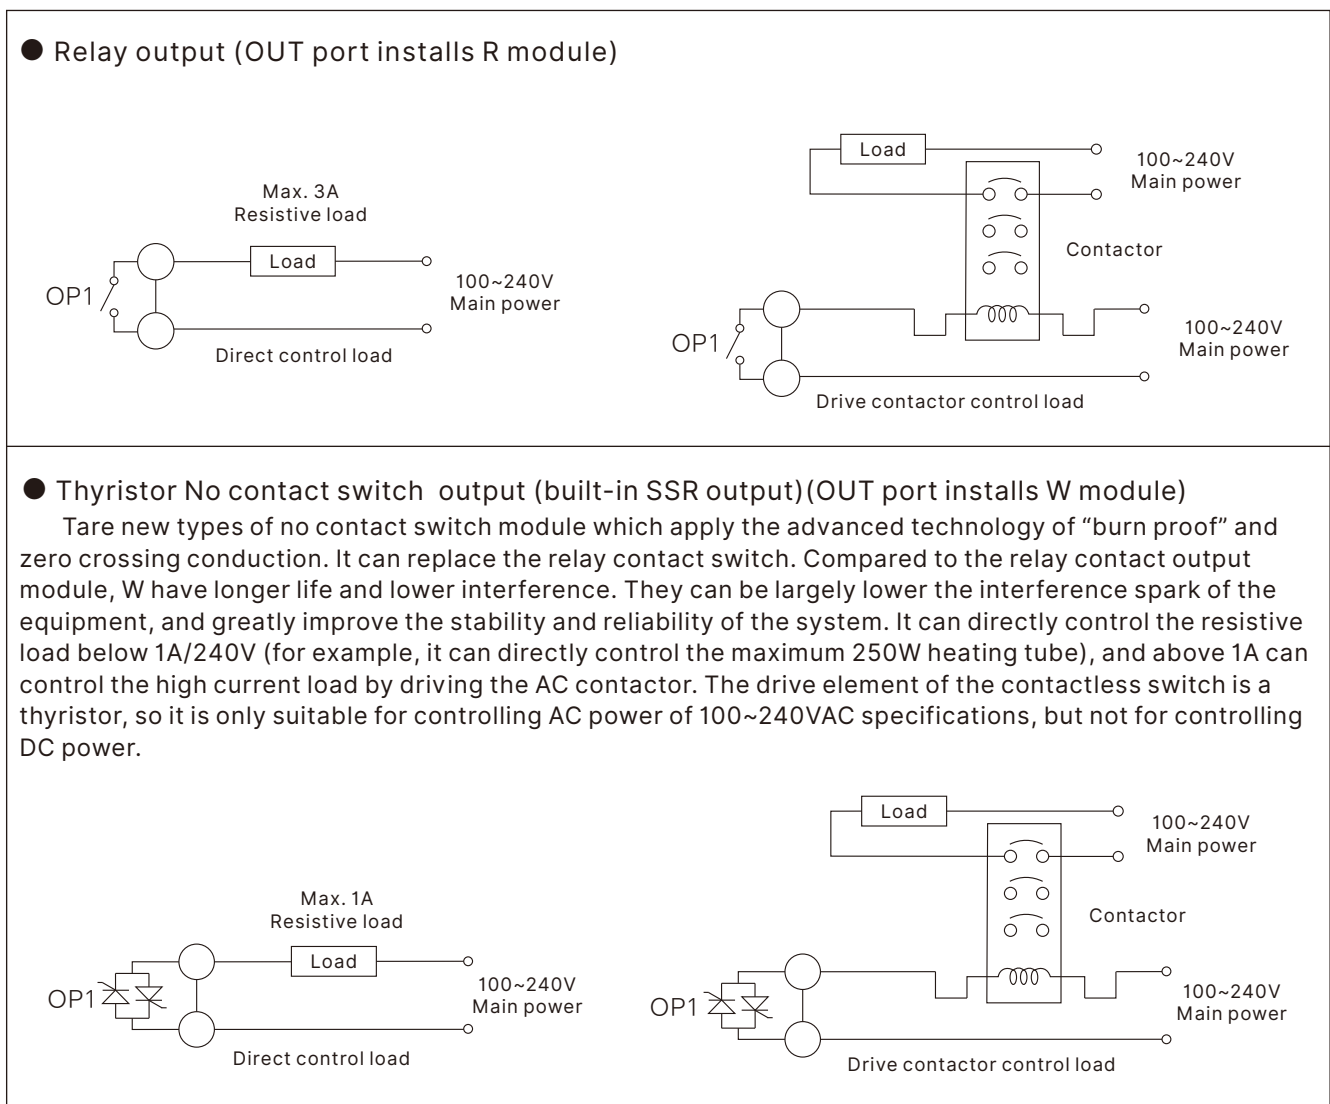 ● Relay output (OUT port installs R module)
Max. 3A
Resistive load
Load
OP1
100~240V
Main power
Direct control load
Load
100~240V
Main power
Contactor
OP1
100~240V
Main power
Drive contactor control load
● Thyristor No contact switch output (built-in SSR output)(OUT port installs W module)
Tare new types of no contact switch module which apply the advanced technology of “burn proof” and
zero crossing conduction. It can replace the relay contact switch. Compared to the relay contact output
module, W have longer life and lower interference. They can be largely lower the interference spark of the
equipment, and greatly improve the stability and reliability of the system. It can directly control the resistive
load below 1A/240V (for example, it can directly control the maximum 250W heating tube), and above 1A can
control the high current load by driving the AC contactor. The drive element of the contactless switch is a
thyristor, so it is only suitable for controlling AC power of 100~240VAC specifications, but not for controlling
DC power.
Max. 1A
Resistive load
Load
OP1
100~240V
Main power
Direct control load
Load
100~240V
Main power
Contactor
OP1
100~240V
Main power
Drive contactor control load